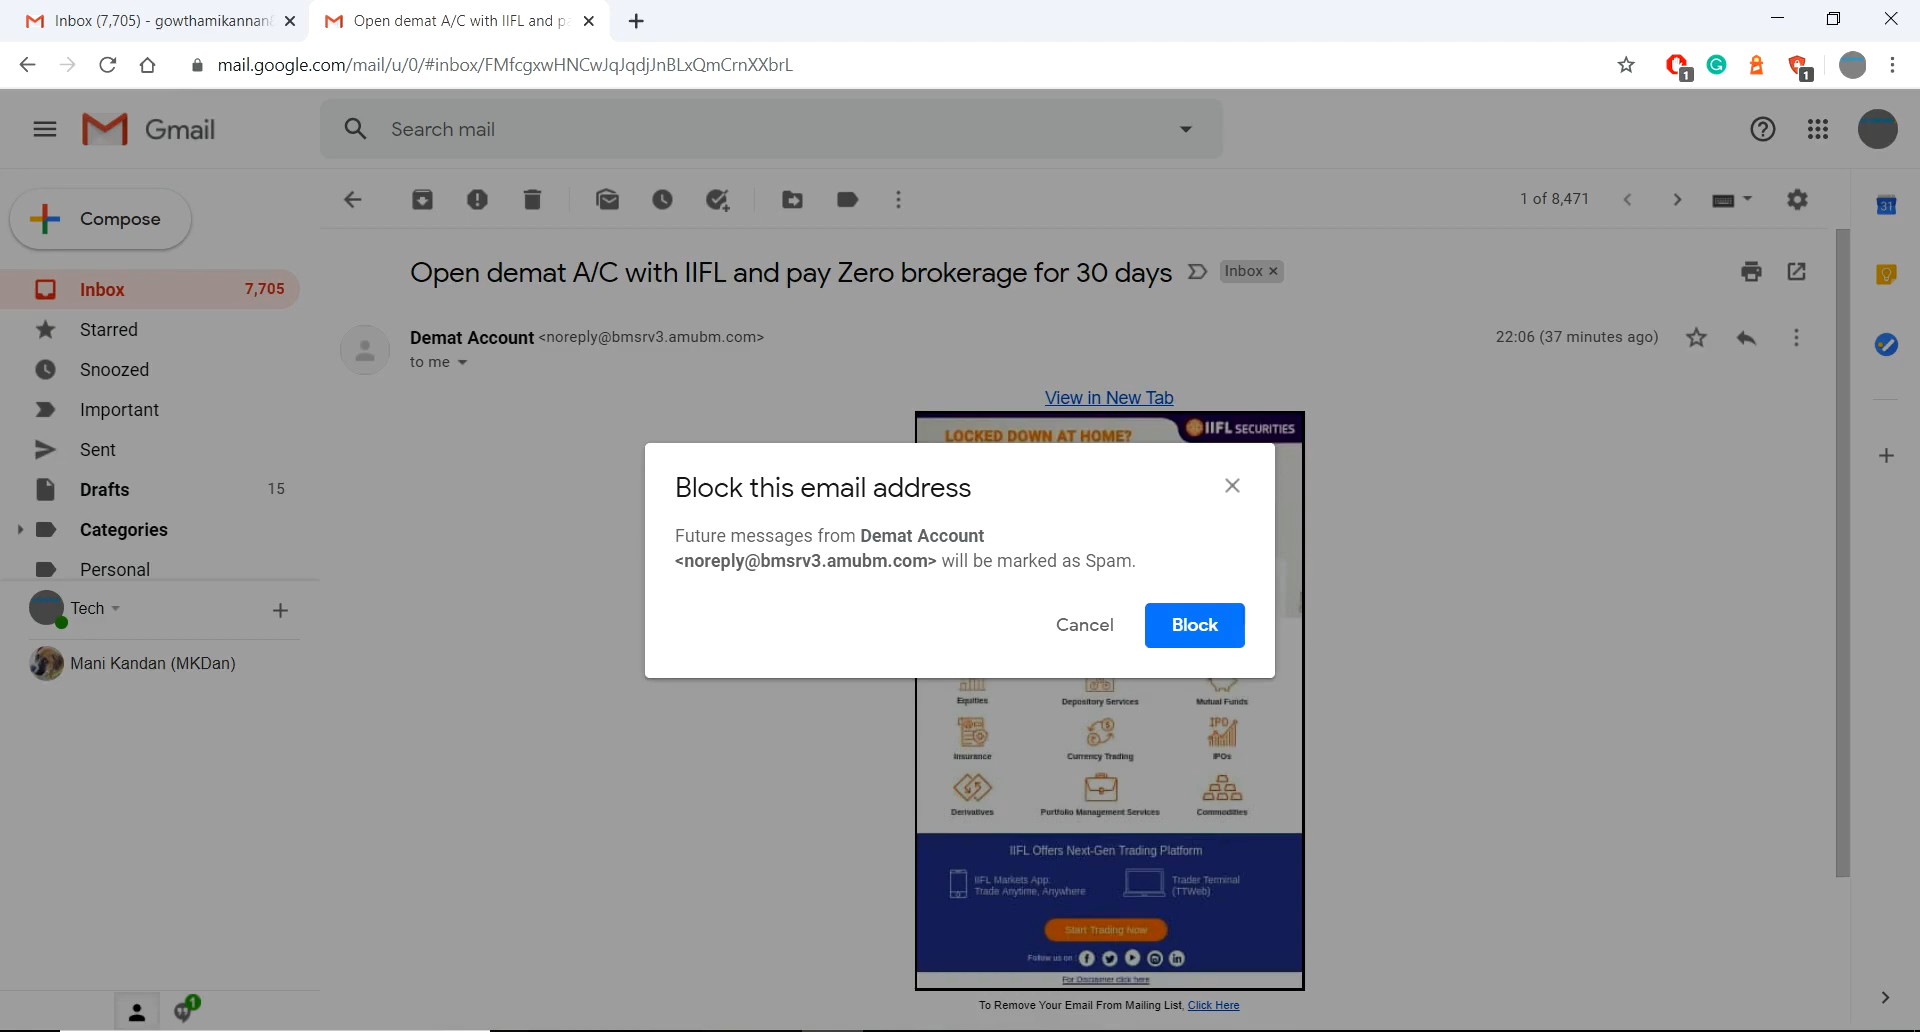 Inbox (7,705) - gowthamikannan
Open demat A/C with IIFL and p
mail.google.com/mail/u/0/#inbox/FMfcgxwHNCwJqJqdjJnBLxQmCrnXXbrL
1
1
Gmail
Search mail
Compose
1 of 8,471
31
Open demat A/C with IIFL and pay Zero brokerage for 30 days
Inbox ×
Inbox 7,705
Starred
Snoozed
Important
Sent
Drafts 15
Categories
Personal
Tech
Mani Kandan (MKDan)
1
Demat Account <noreply@bmsrv3.amubm.com>
22:06 (37 minutes ago)
to me
View in New Tab
LOCKED DOWN AT HOME?
IIFL SECURITIES
Block this email address
Future messages from Demat Account
<noreply@bmsrv3.amubm.com> will be marked as Spam.
Cancel
Block
Equities
Depository Services
Mutual Funds
IPO
Insurance
Currency Trading
IPOs
Derivatives
Portfolio Management Services
Commodities
IIFL Offers Next-Gen Trading Platform
IIFL Markets App:
Trade Anytime, Anywhere
Trader Terminal
(TTWeb)
Start Trading Now
Follow us on :
For Disclaimer click here
To Remove Your Email From Mailing List, Click Here